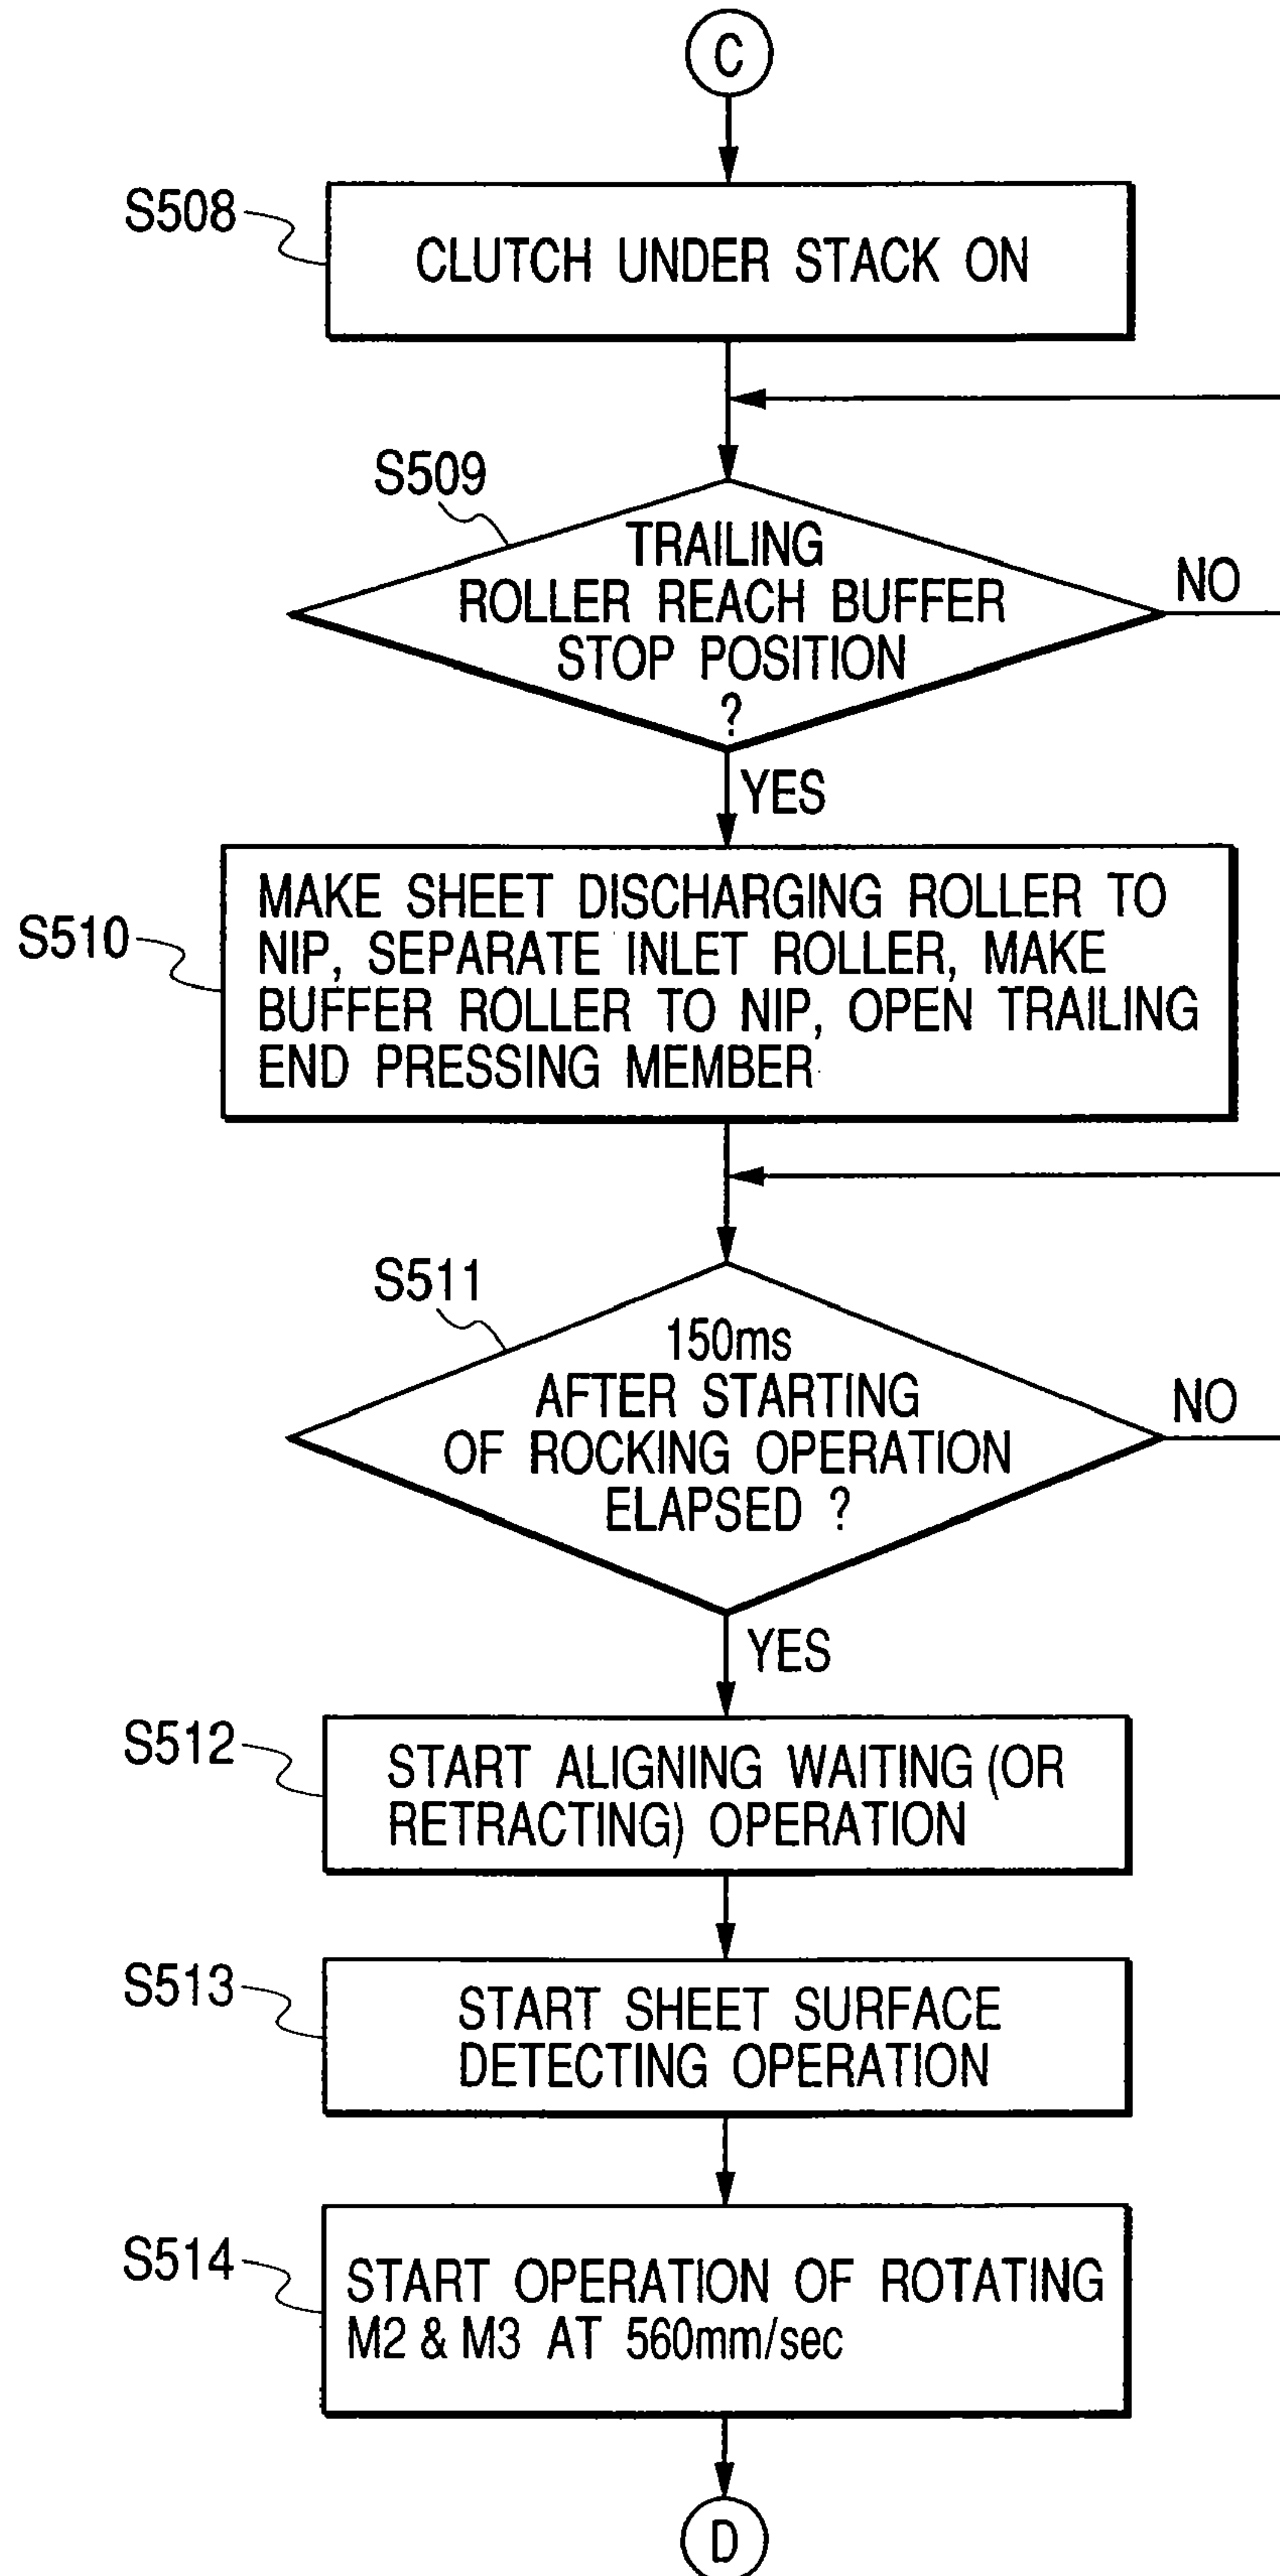 C
S508
CLUTCH UNDER STACK ON
S509
TRAILING
ROLLER REACH BUFFER
STOP POSITION
?
NO
YES
S510
MAKE SHEET DISCHARGING ROLLER TO
NIP, SEPARATE INLET ROLLER, MAKE
BUFFER ROLLER TO NIP, OPEN TRAILING
END PRESSING MEMBER
S511
150ms
AFTER STARTING
OF ROCKING OPERATION
ELAPSED ?
NO
YES
S512
START ALIGNING WAITING (OR
RETRACTING) OPERATION
S513
START SHEET SURFACE
DETECTING OPERATION
S514
START OPERATION OF ROTATING
M2 & M3 AT 560mm/sec
D